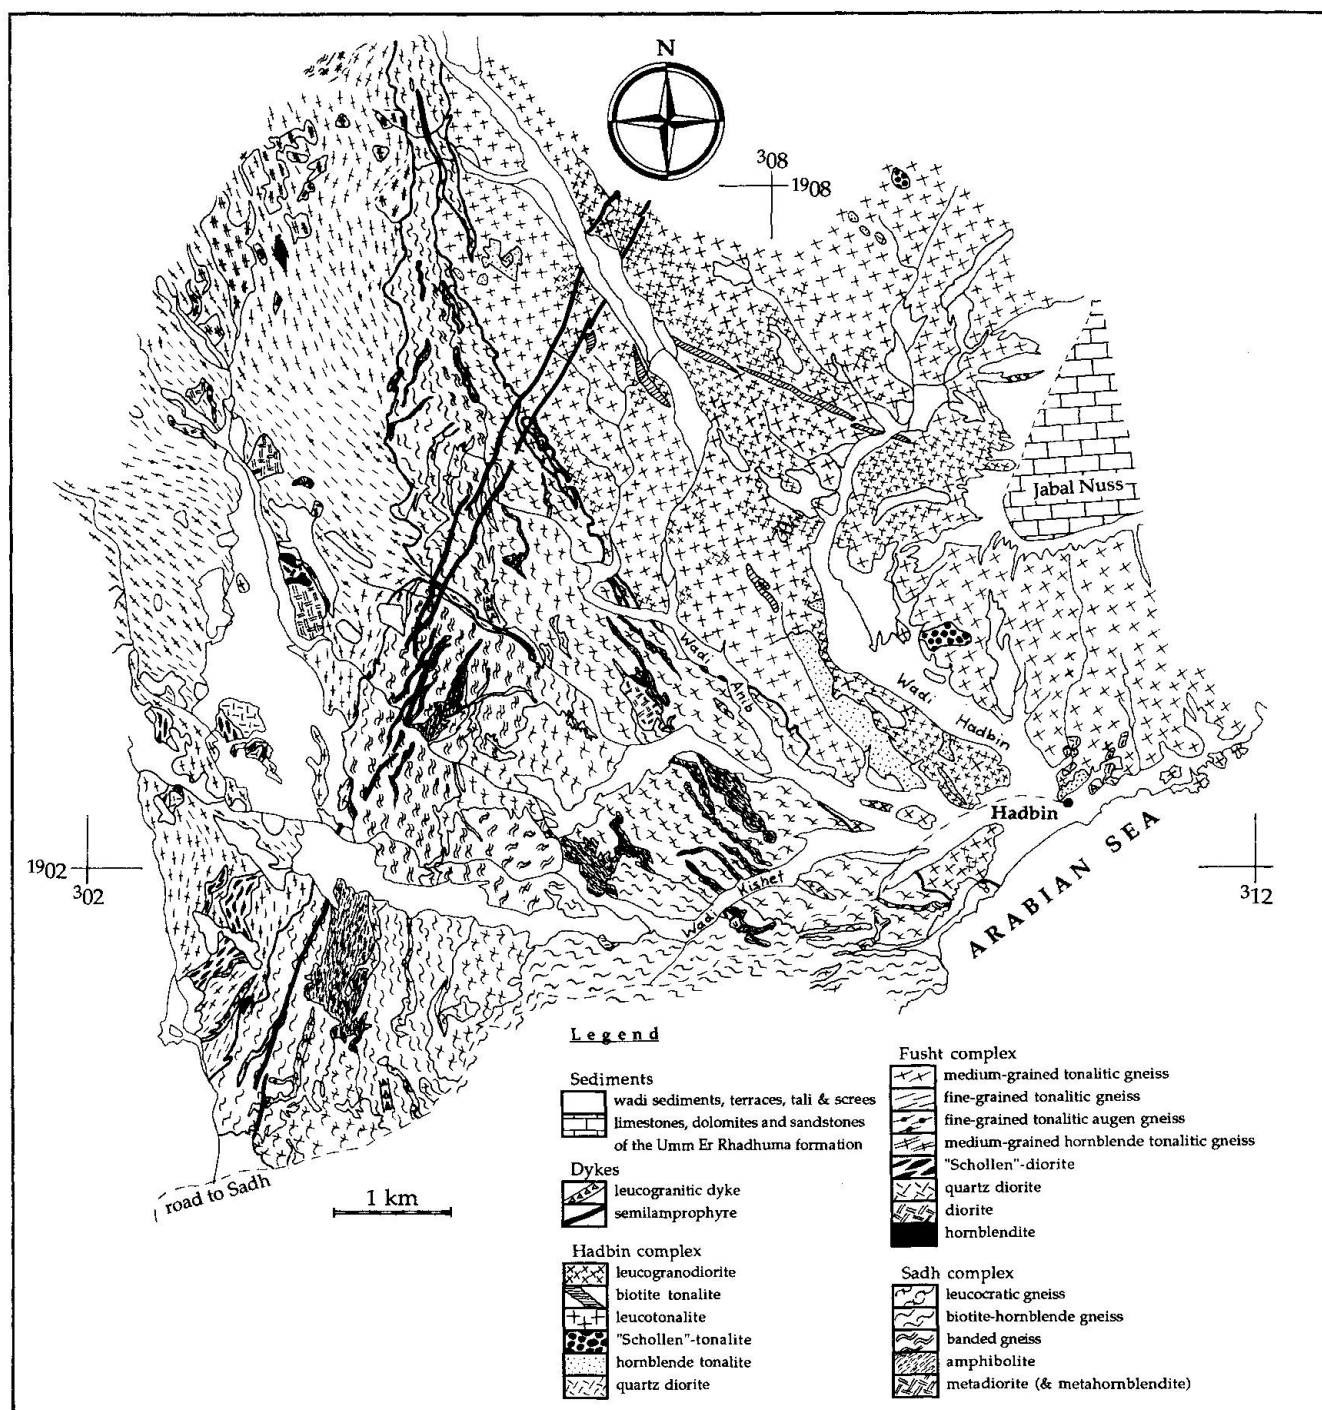 N
308
1908
Jabal Nuss
Wadi Anib
Wadi Hadbin
Hadbin
ARABIAN SEA
1902
302
312
Wadi Kishet
road to Sadh
1 km
Legend
Sediments
wadi sediments, terraces, tali & screes
limestones, dolomites and sandstones
of the Umm Er Rhadhuma formation
Dykes
leucogranitic dyke
semilamprophyre
Hadbin complex
leucogranodiorite
biotite tonalite
leucotonalite
"Schollen"-tonalite
hornblende tonalite
quartz diorite
Fusht complex
medium-grained tonalitic gneiss
fine-grained tonalitic gneiss
fine-grained tonalitic augen gneiss
medium-grained hornblende tonalitic gneiss
"Schollen"-diorite
quartz diorite
diorite
hornblendite
Sadh complex
leucocratic gneiss
biotite-hornblende gneiss
banded gneiss
amphibolite
metadiorite (& metahornblendite)